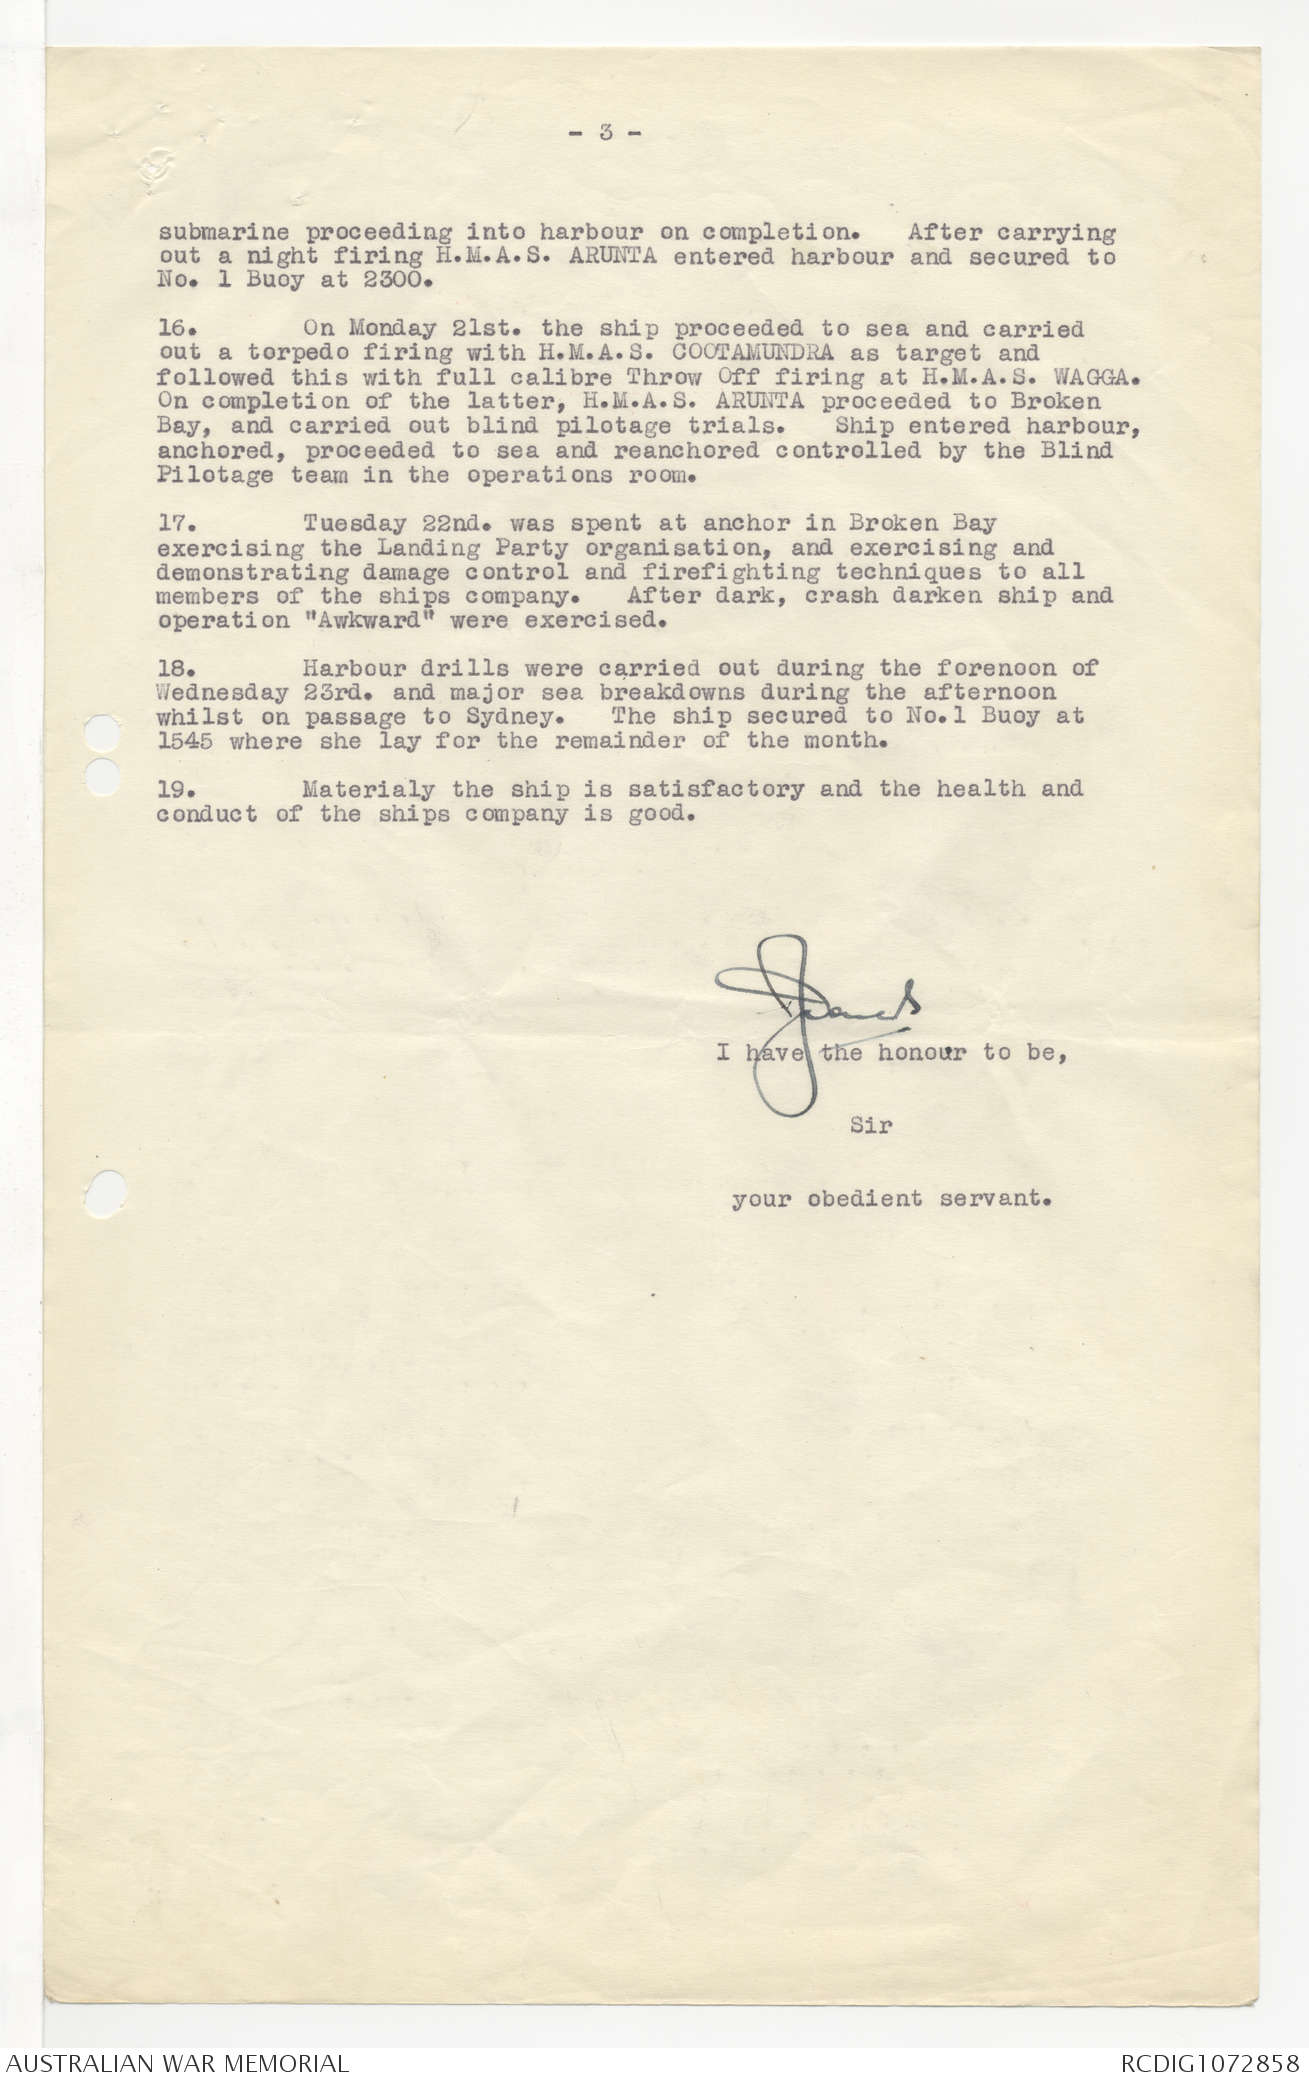 - 3 -
submarine proceeding into harbour on completion.   After carrying
out a night firing H.M.A.S. ARUNTA entered harbour and secured to
No. 1 Buoy at 2300.
16.       On Monday 21st. the ship proceeded to sea and carried
out a torpedo firing with H.M.A.S. COOTAMUNDRA as target and
followed this with full calibre Throw Off firing at H.M.A.S. WAGGA.
On completion of the latter, H.M.A.S. ARUNTA proceeded to Broken
Bay, and carried out blind pilotage trials.   Ship entered harbour,
anchored, proceeded to sea and reanchored controlled by the Blind
Pilotage team in the operations room.
17.       Tuesday 22nd. was spent at anchor in Broken Bay
exercising the Landing Party organisation, and exercising and
demonstrating damage control and firefighting techniques to all
members of the ships company.   After dark, crash darken ship and
operation "Awkward" were exercised.
18.       Harbour drills were carried out during the forenoon of
Wednesday 23rd. and major sea breakdowns during the afternoon
whilst on passage to Sydney.   The ship secured to No.1 Buoy at
1545 where she lay for the remainder of the month.
19.       Materialy the ship is satisfactory and the health and
conduct of the ships company is good.
I have the honour to be,
Sir
your obedient servant.
AUSTRALIAN WAR MEMORIAL
RCDIG1072858